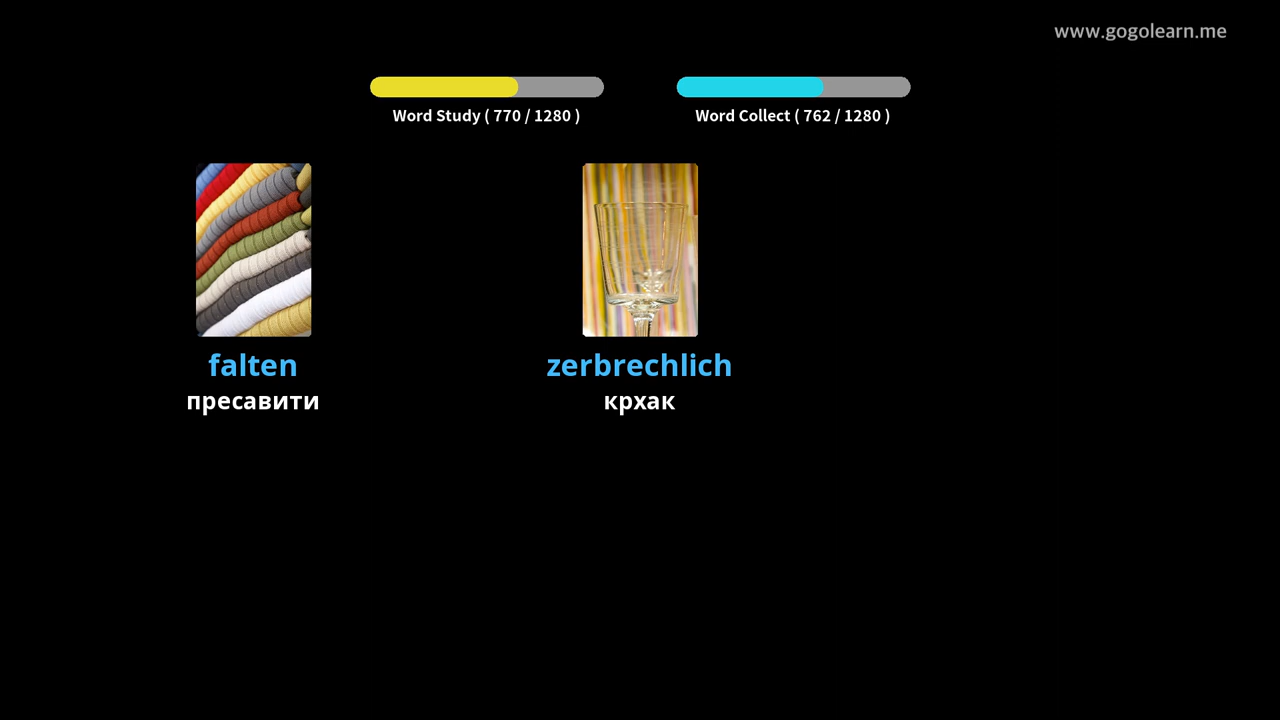 www.gogolearn.me
Word Study ( 770 / 1280 )
Word Collect ( 762 / 1280 )
falten
zerbrechlich
пресавити
крхак